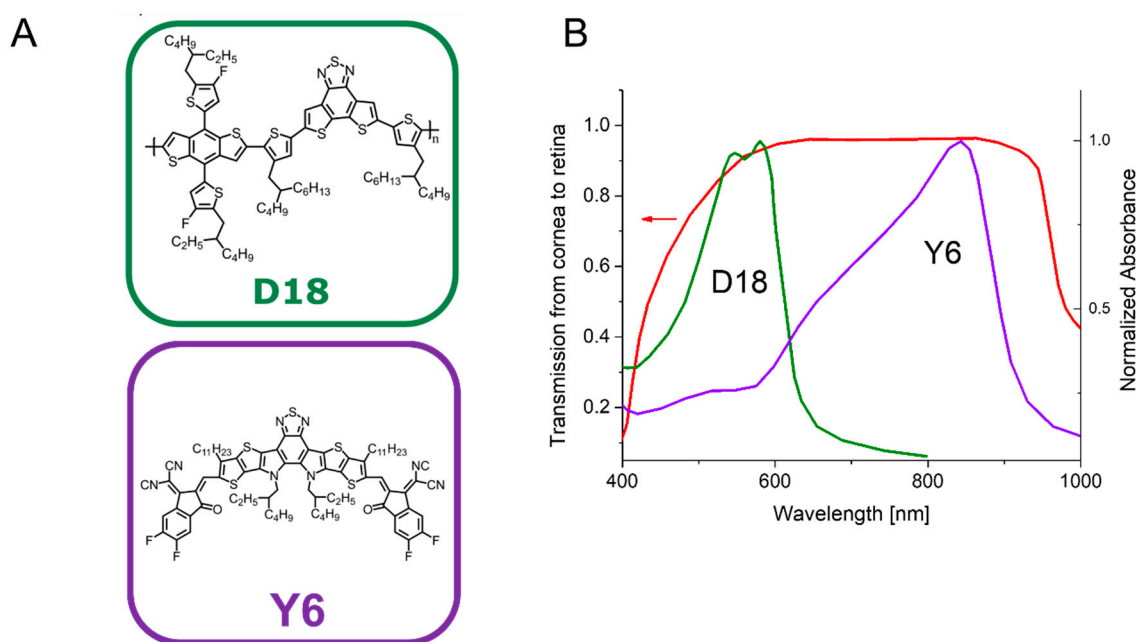 A
C4H9
C2H5
F
S
S
N N
S
S
S
n
S
S
S
S
F
S
C6H13
C4H9
C6H13
C4H9
C2H5
C4H9
D18
S
N N
C11H23
S
S
C11H23
CN
CN
S
N
N
S
NC
CN
O
C2H5
C2H5
O
C4H9
C4H9
F
F
F
F
Y6
B
Transmission from cornea to retina
1.0
0.8
0.6
0.4
0.2
D18
Y6
1.0
0.5
Normalized Absorbance
400
600
800
1000
Wavelength [nm]